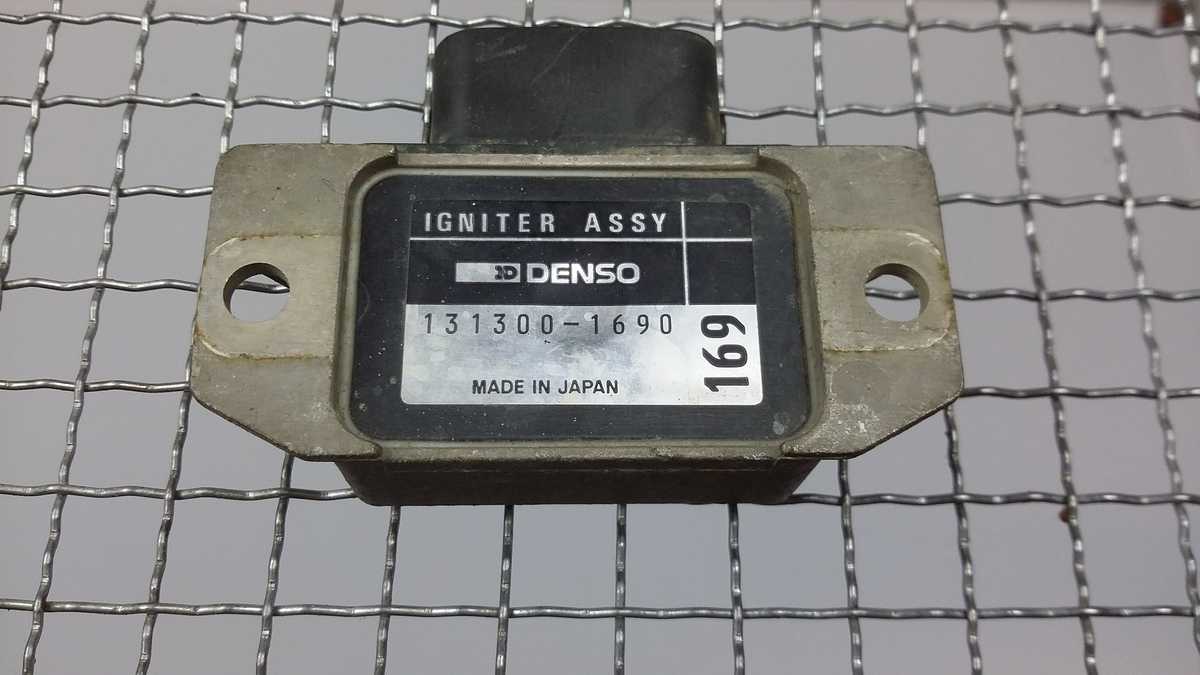 IGNITER ASSY
DENSO
131300-1690
169
MADE IN JAPAN